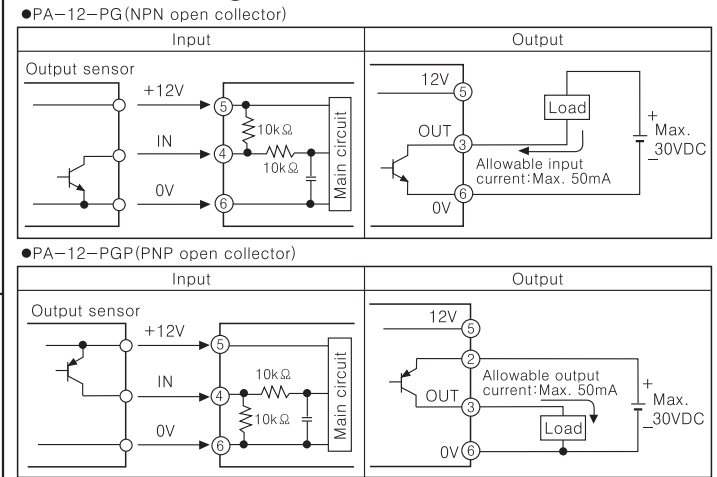 ●PA-12-PG(NPN open collector)
Input
Output
Output sensor
+12V
5
10kΩ
IN
4
10kΩ
0V
6
Main circuit
12V
5
Load
OUT
3
+
Max.
30VDC
−
Allowable input
current:Max. 50mA
6
0V
●PA-12-PGP(PNP open collector)
Input
Output
Output sensor
+12V
5
10kΩ
IN
4
10kΩ
0V
6
Main circuit
12V
5
2
Allowable output
current:Max. 50mA
+
Max.
30VDC
−
OUT
3
Load
0V
6